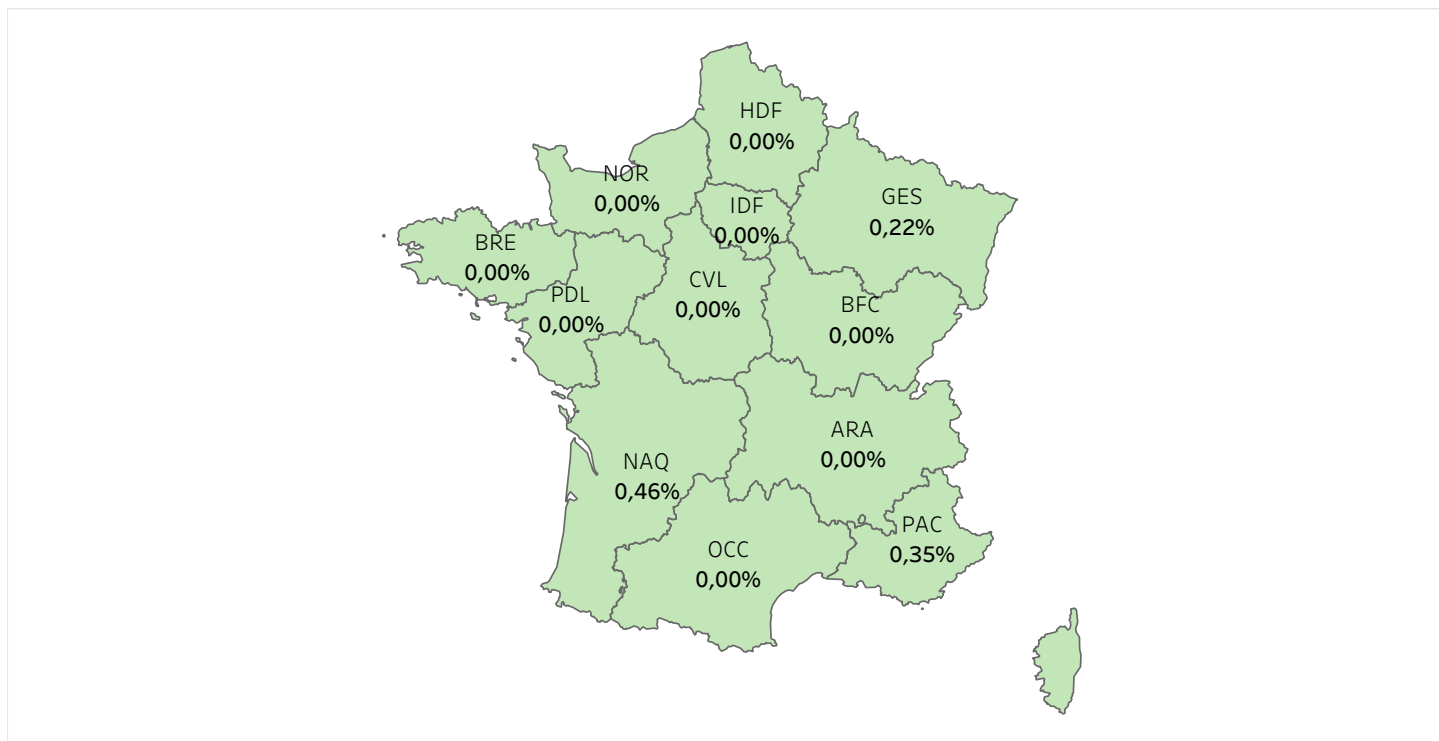 HDF
0,00%
NOR
0,00%
IDF
0,00%
GES
0,22%
BRE
0,00%
PDL
0,00%
CVL
0,00%
BFC
0,00%
ARA
0,00%
NAQ
0,46%
PAC
0,35%
OCC
0,00%